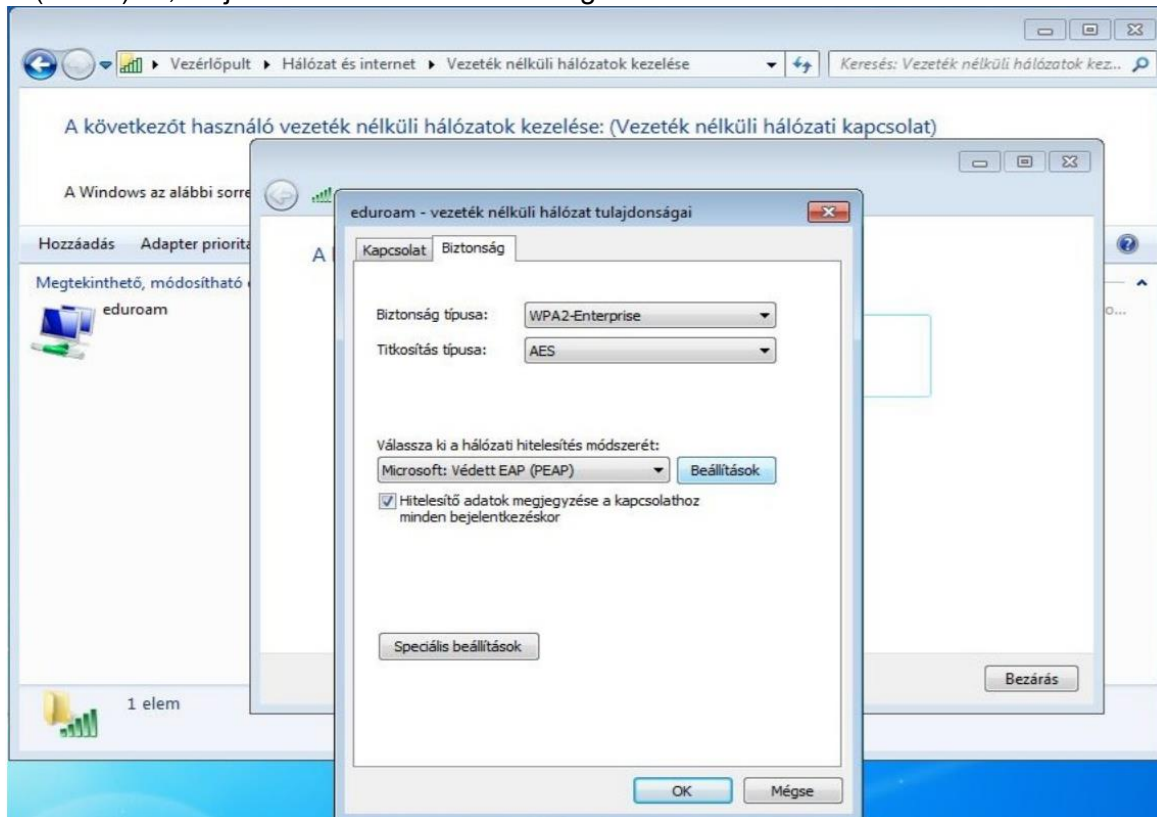 Vezérlőpult ▸ Hálózat és internet ▸ Vezeték nélküli hálózatok kezelése
Keresés: Vezeték nélküli hálózatok kez...
A következőt használó vezeték nélküli hálózatok kezelése: (Vezeték nélküli hálózati kapcsolat)
A Windows az alábbi sorre
Hozzáadás Adapter prioritá
Megtekinthető, módosítható
eduroam
1 elem
A
Bezárás
eduroam - vezeték nélküli hálózat tulajdonságai
Kapcsolat Biztonság
Biztonság típusa: WPA2-Enterprise
Titkosítás típusa: AES
Válassza ki a hálózati hitelesítés módszerét:
Microsoft: Védett EAP (PEAP) Beállítások
Hitelesítő adatok megjegyzése a kapcsolathoz
minden bejelentkezéskor
Speciális beállítások
OK Mégse